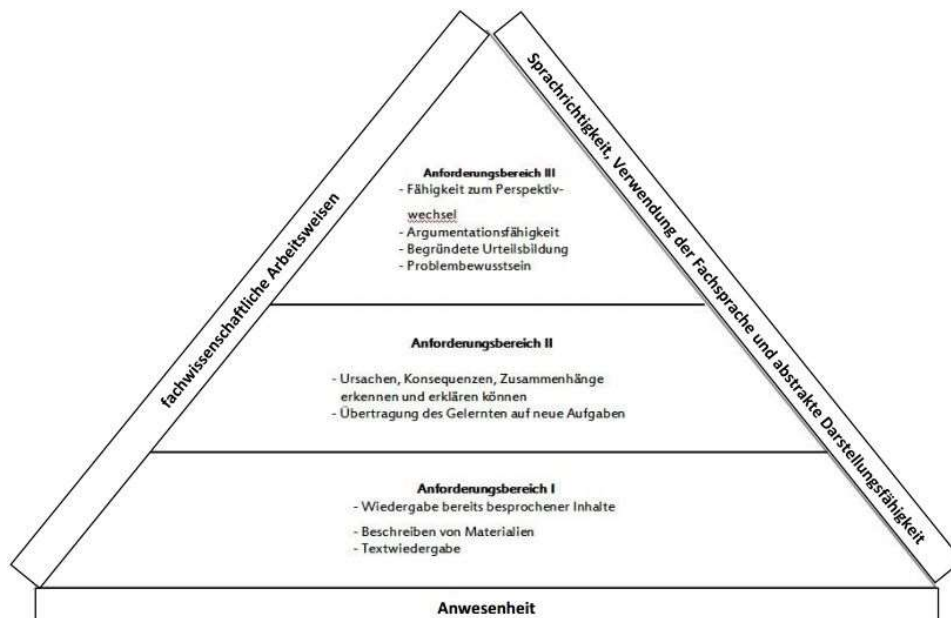 fachwissenschaftliche Arbeitsweisen
Sprachrichtigkeit, Verwendung der Fachsprache und abstrakte Darstellungsfähigkeit
Anforderungsbereich III
- Fähigkeit zum Perspektiv-
wechsel
- Argumentationsfähigkeit
- Begründete Urteilsbildung
- Problembewusstsein
Anforderungsbereich II
- Ursachen, Konsequenzen, Zusammenhänge
erkennen und erklären können
- Übertragung des Gelernten auf neue Aufgaben
Anforderungsbereich I
- Wiedergabe bereits besprochener Inhalte
- Beschreiben von Materialien
- Textwiedergabe
Anwesenheit